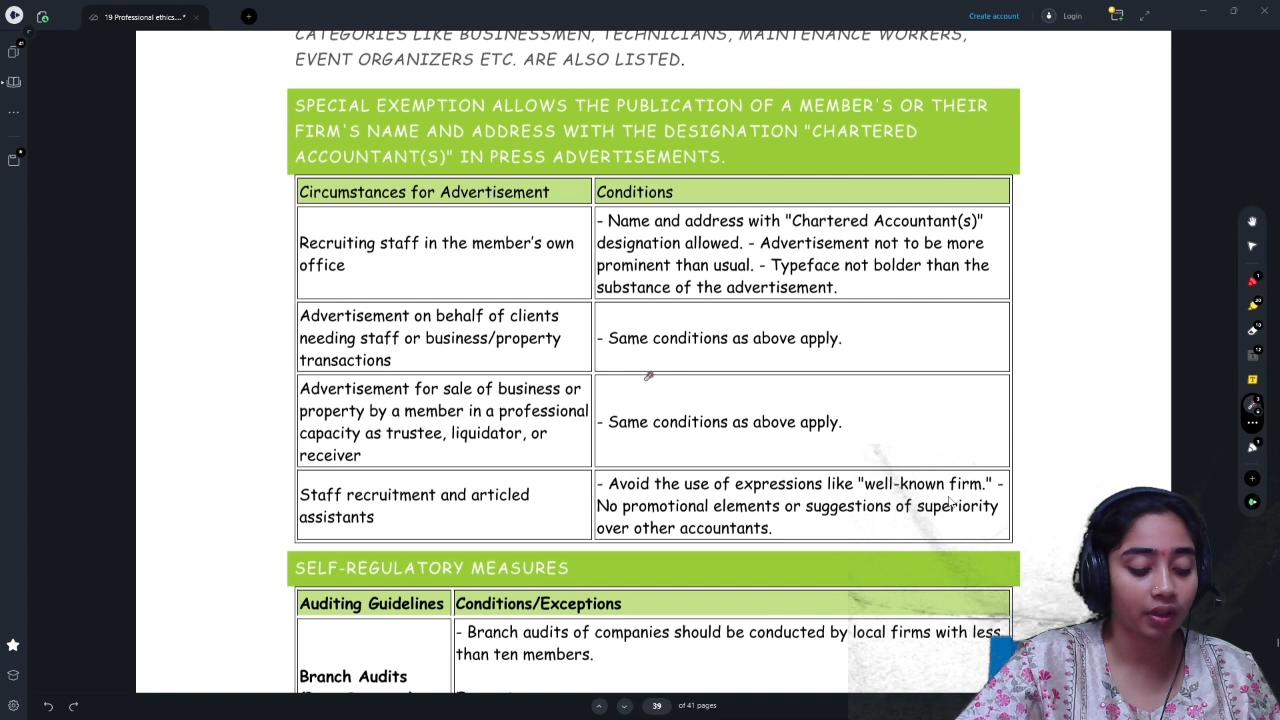 19 Professional ethics....*
Create account
Login
CATEGORIES LIKE BUSINESSMEN, TECHNICIANS, MAINTENANCE WORKERS,
EVENT ORGANIZERS ETC. ARE ALSO LISTED.
SPECIAL EXEMPTION ALLOWS THE PUBLICATION OF A MEMBER'S OR THEIR
FIRM'S NAME AND ADDRESS WITH THE DESIGNATION "CHARTERED
ACCOUNTANT(S)" IN PRESS ADVERTISEMENTS.
Circumstances for Advertisement
Conditions
Recruiting staff in the member's own
office
- Name and address with "Chartered Accountant(s)"
designation allowed. - Advertisement not to be more
prominent than usual. - Typeface not bolder than the
substance of the advertisement.
Advertisement on behalf of clients
needing staff or business/property
transactions
- Same conditions as above apply.
Advertisement for sale of business or
property by a member in a professional
capacity as trustee, liquidator, or
receiver
- Same conditions as above apply.
Staff recruitment and articled
assistants
- Avoid the use of expressions like "well-known firm." -
No promotional elements or suggestions of superiority
over other accountants.
SELF-REGULATORY MEASURES
Auditing Guidelines
Conditions/Exceptions
Branch Audits
- Branch audits of companies should be conducted by local firms with less
than ten members.
39
of 41 pages